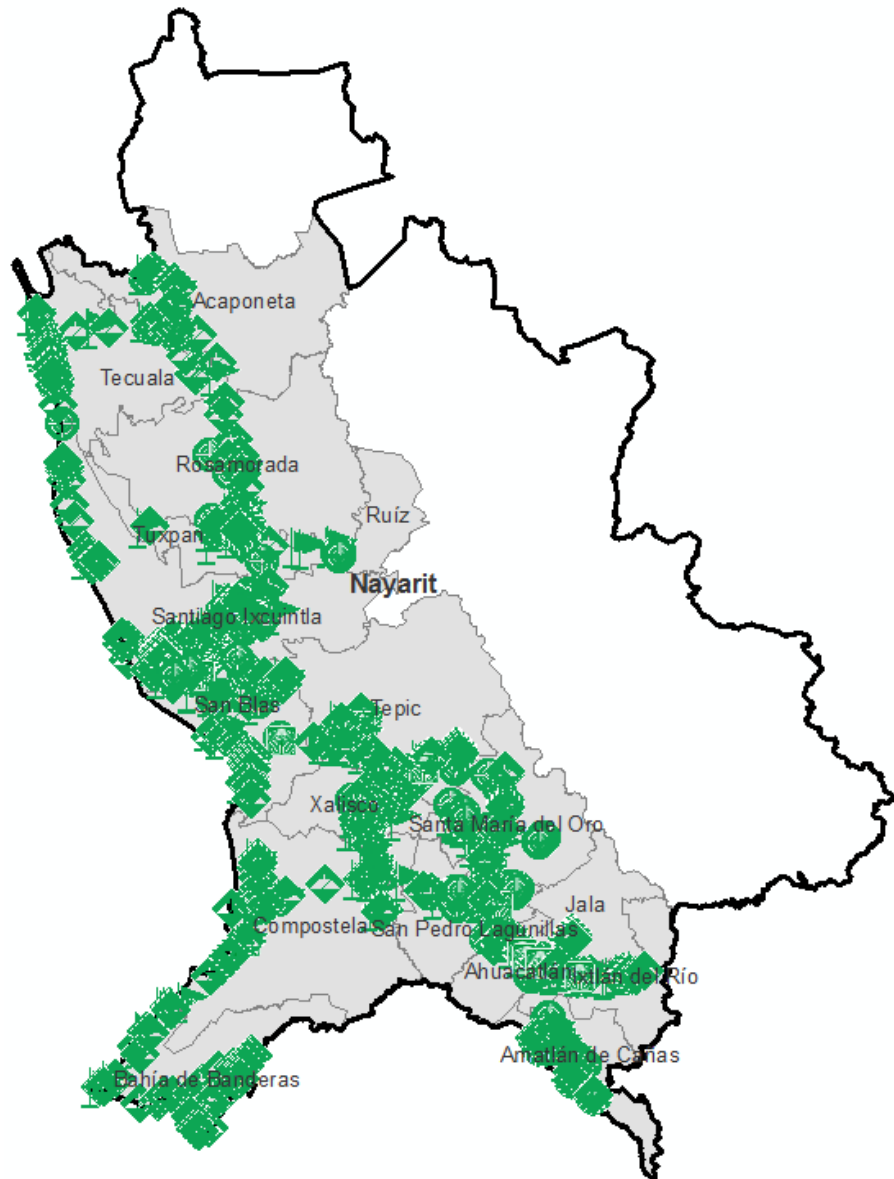 Acaponeta
Tecuala
Rosamorada
Ruíz
Tuxpan
Nayarit
Santiago Ixcuintla
San Blas
Tepic
Xalisco
Santa María del Oro
Jala
Compostela
San Pedro Lagunillas
Ahuacatlán
Ixtlán del Río
Amatlán de Cañas
Bahía de Banderas